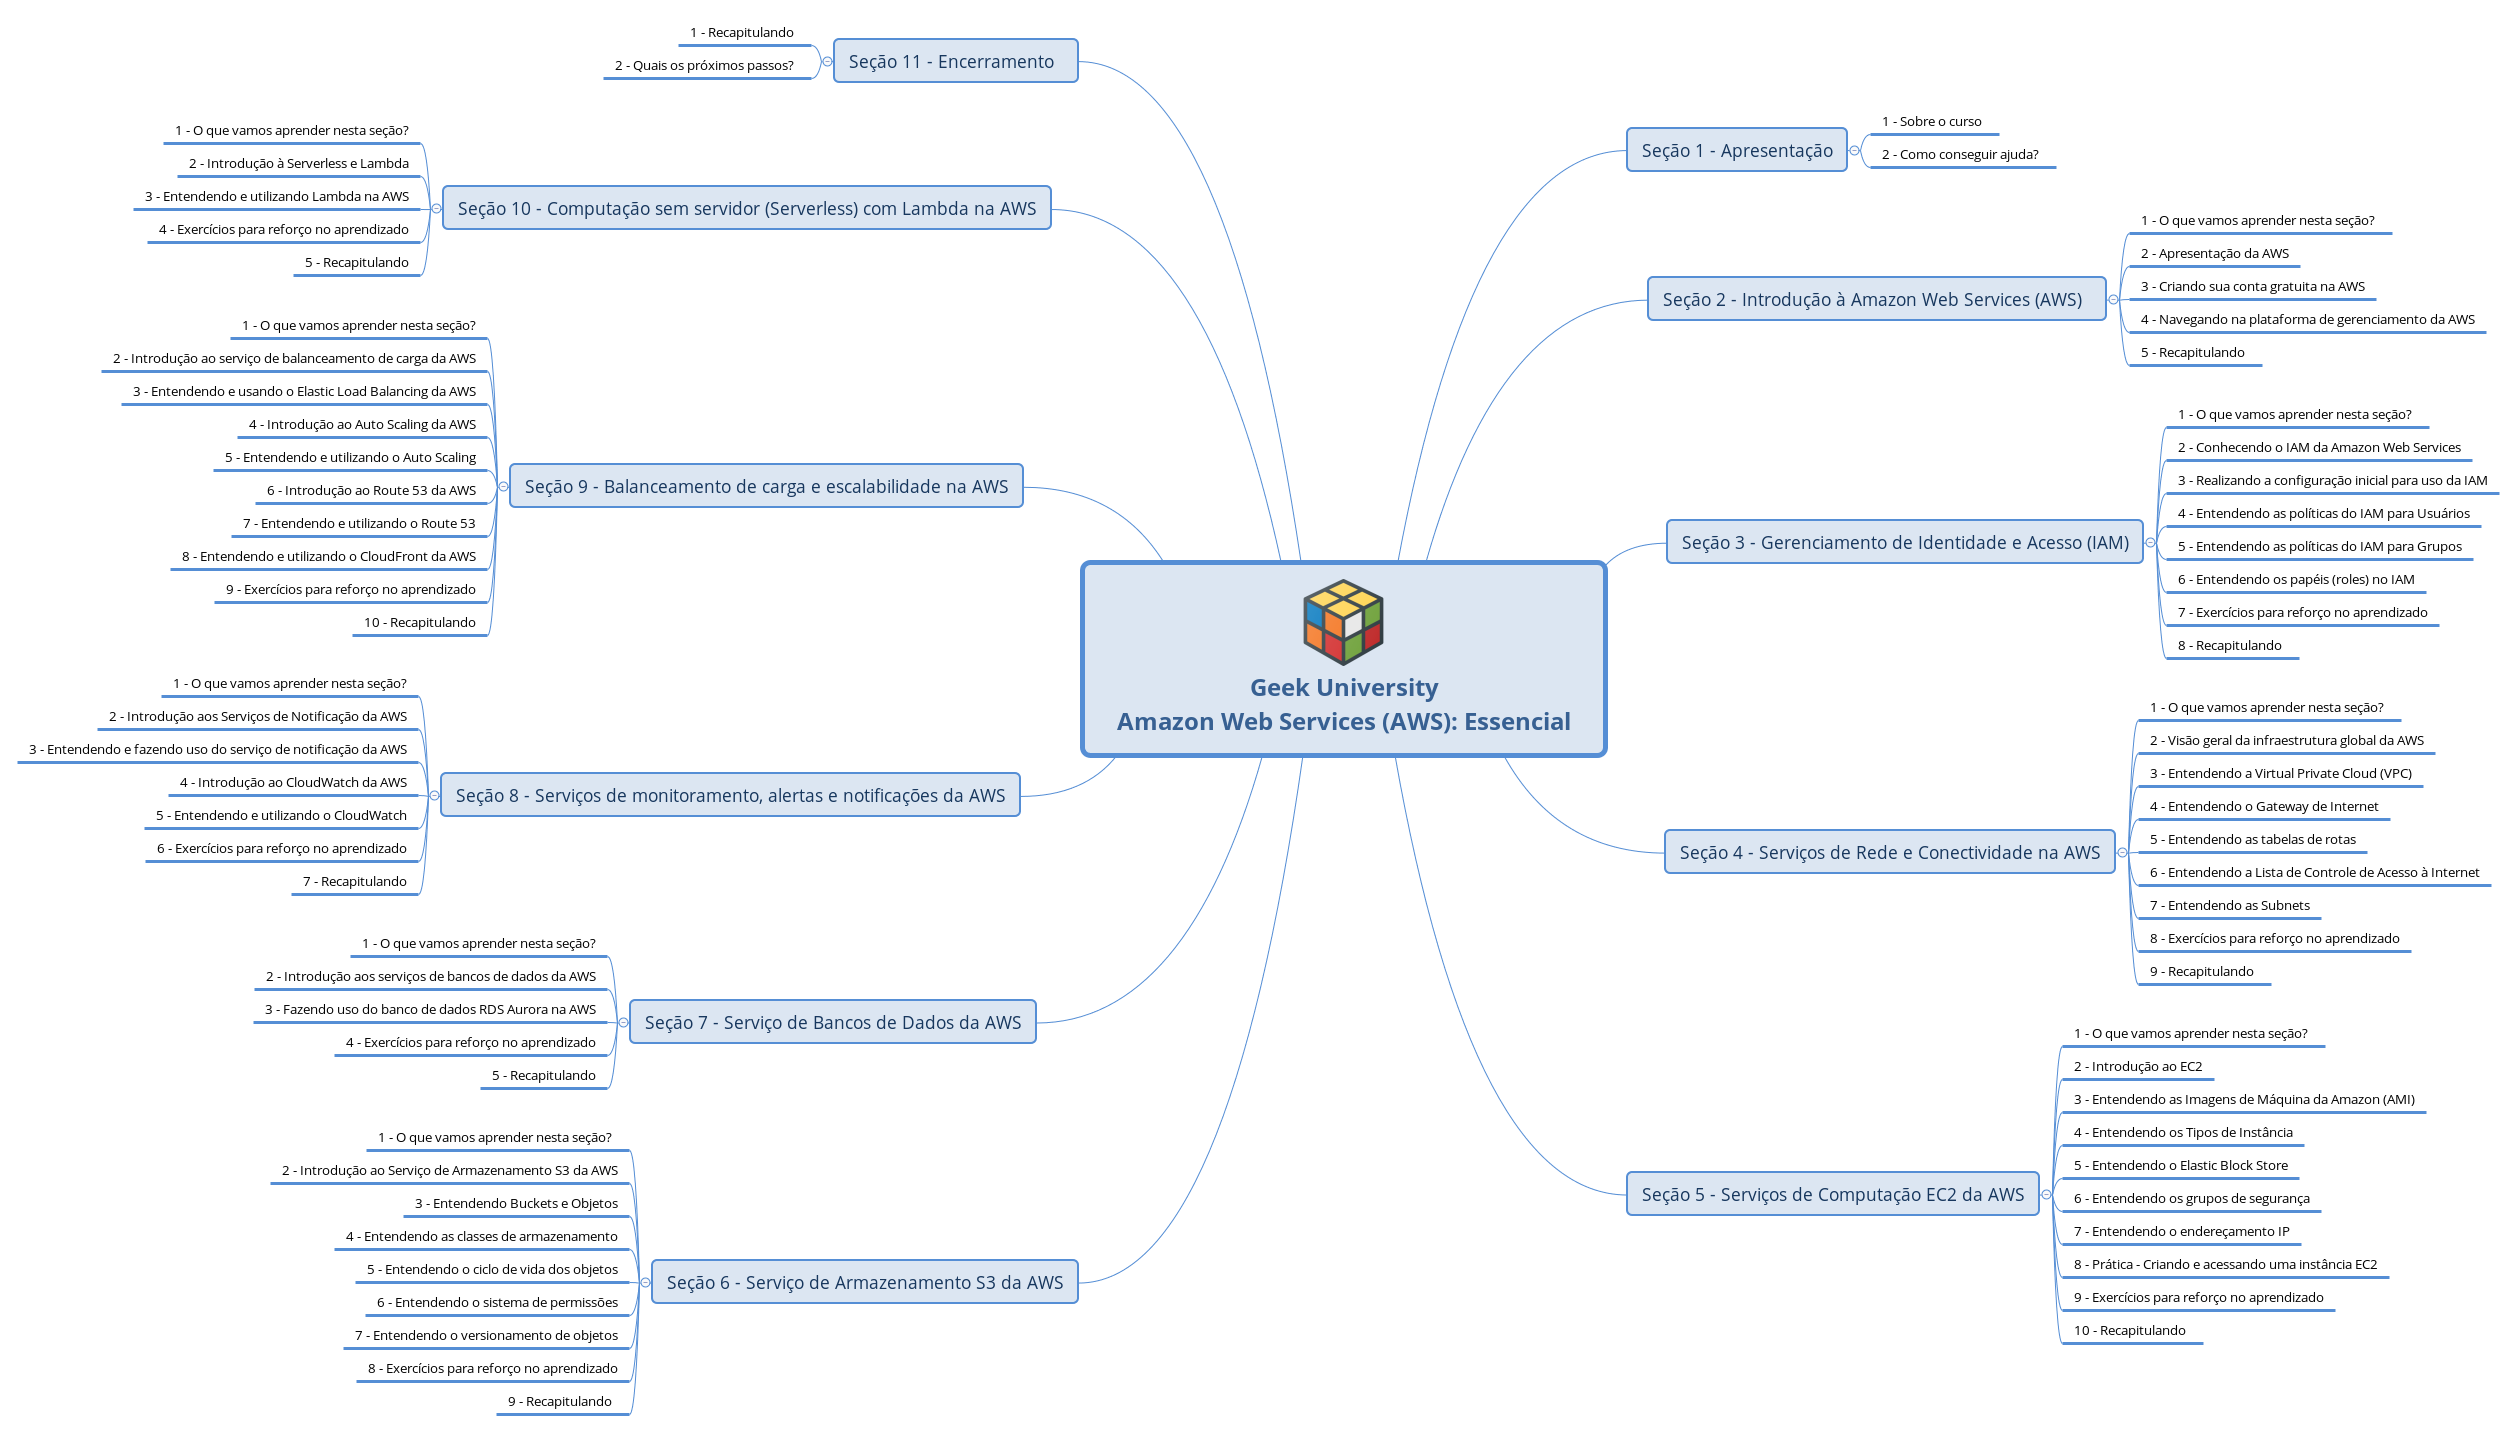 Geek University
Amazon Web Services (AWS): Essencial
Seção 1 - Apresentação
1 - Sobre o curso
2 - Como conseguir ajuda?
Seção 2 - Introdução à Amazon Web Services (AWS)
1 - O que vamos aprender nesta seção?
2 - Apresentação da AWS
3 - Criando sua conta gratuita na AWS
4 - Navegando na plataforma de gerenciamento da AWS
5 - Recapitulando
Seção 3 - Gerenciamento de Identidade e Acesso (IAM)
1 - O que vamos aprender nesta seção?
2 - Conhecendo o IAM da Amazon Web Services
3 - Realizando a configuração inicial para uso da IAM
4 - Entendendo as políticas do IAM para Usuários
5 - Entendendo as políticas do IAM para Grupos
6 - Entendendo os papéis (roles) no IAM
7 - Exercícios para reforço no aprendizado
8 - Recapitulando
Seção 4 - Serviços de Rede e Conectividade na AWS
1 - O que vamos aprender nesta seção?
2 - Visão geral da infraestrutura global da AWS
3 - Entendendo a Virtual Private Cloud (VPC)
4 - Entendendo o Gateway de Internet
5 - Entendendo as tabelas de rotas
6 - Entendendo a Lista de Controle de Acesso à Internet
7 - Entendendo as Subnets
8 - Exercícios para reforço no aprendizado
9 - Recapitulando
Seção 5 - Serviços de Computação EC2 da AWS
1 - O que vamos aprender nesta seção?
2 - Introdução ao EC2
3 - Entendendo as Imagens de Máquina da Amazon (AMI)
4 - Entendendo os Tipos de Instância
5 - Entendendo o Elastic Block Store
6 - Entendendo os grupos de segurança
7 - Entendendo o endereçamento IP
8 - Prática - Criando e acessando uma instância EC2
9 - Exercícios para reforço no aprendizado
10 - Recapitulando
Seção 6 - Serviço de Armazenamento S3 da AWS
1 - O que vamos aprender nesta seção?
2 - Introdução ao Serviço de Armazenamento S3 da AWS
3 - Entendendo Buckets e Objetos
4 - Entendendo as classes de armazenamento
5 - Entendendo o ciclo de vida dos objetos
6 - Entendendo o sistema de permissões
7 - Entendendo o versionamento de objetos
8 - Exercícios para reforço no aprendizado
9 - Recapitulando
Seção 7 - Serviço de Bancos de Dados da AWS
1 - O que vamos aprender nesta seção?
2 - Introdução aos serviços de bancos de dados da AWS
3 - Fazendo uso do banco de dados RDS Aurora na AWS
4 - Exercícios para reforço no aprendizado
5 - Recapitulando
Seção 8 - Serviços de monitoramento, alertas e notificações da AWS
1 - O que vamos aprender nesta seção?
2 - Introdução aos Serviços de Notificação da AWS
3 - Entendendo e fazendo uso do serviço de notificação da AWS
4 - Introdução ao CloudWatch da AWS
5 - Entendendo e utilizando o CloudWatch
6 - Exercícios para reforço no aprendizado
7 - Recapitulando
Seção 9 - Balanceamento de carga e escalabilidade na AWS
1 - O que vamos aprender nesta seção?
2 - Introdução ao serviço de balanceamento de carga da AWS
3 - Entendendo e usando o Elastic Load Balancing da AWS
4 - Introdução ao Auto Scaling da AWS
5 - Entendendo e utilizando o Auto Scaling
6 - Introdução ao Route 53 da AWS
7 - Entendendo e utilizando o Route 53
8 - Entendendo e utilizando o CloudFront da AWS
9 - Exercícios para reforço no aprendizado
10 - Recapitulando
Seção 10 - Computação sem servidor (Serverless) com Lambda na AWS
1 - O que vamos aprender nesta seção?
2 - Introdução à Serverless e Lambda
3 - Entendendo e utilizando Lambda na AWS
4 - Exercícios para reforço no aprendizado
5 - Recapitulando
Seção 11 - Encerramento
1 - Recapitulando
2 - Quais os próximos passos?